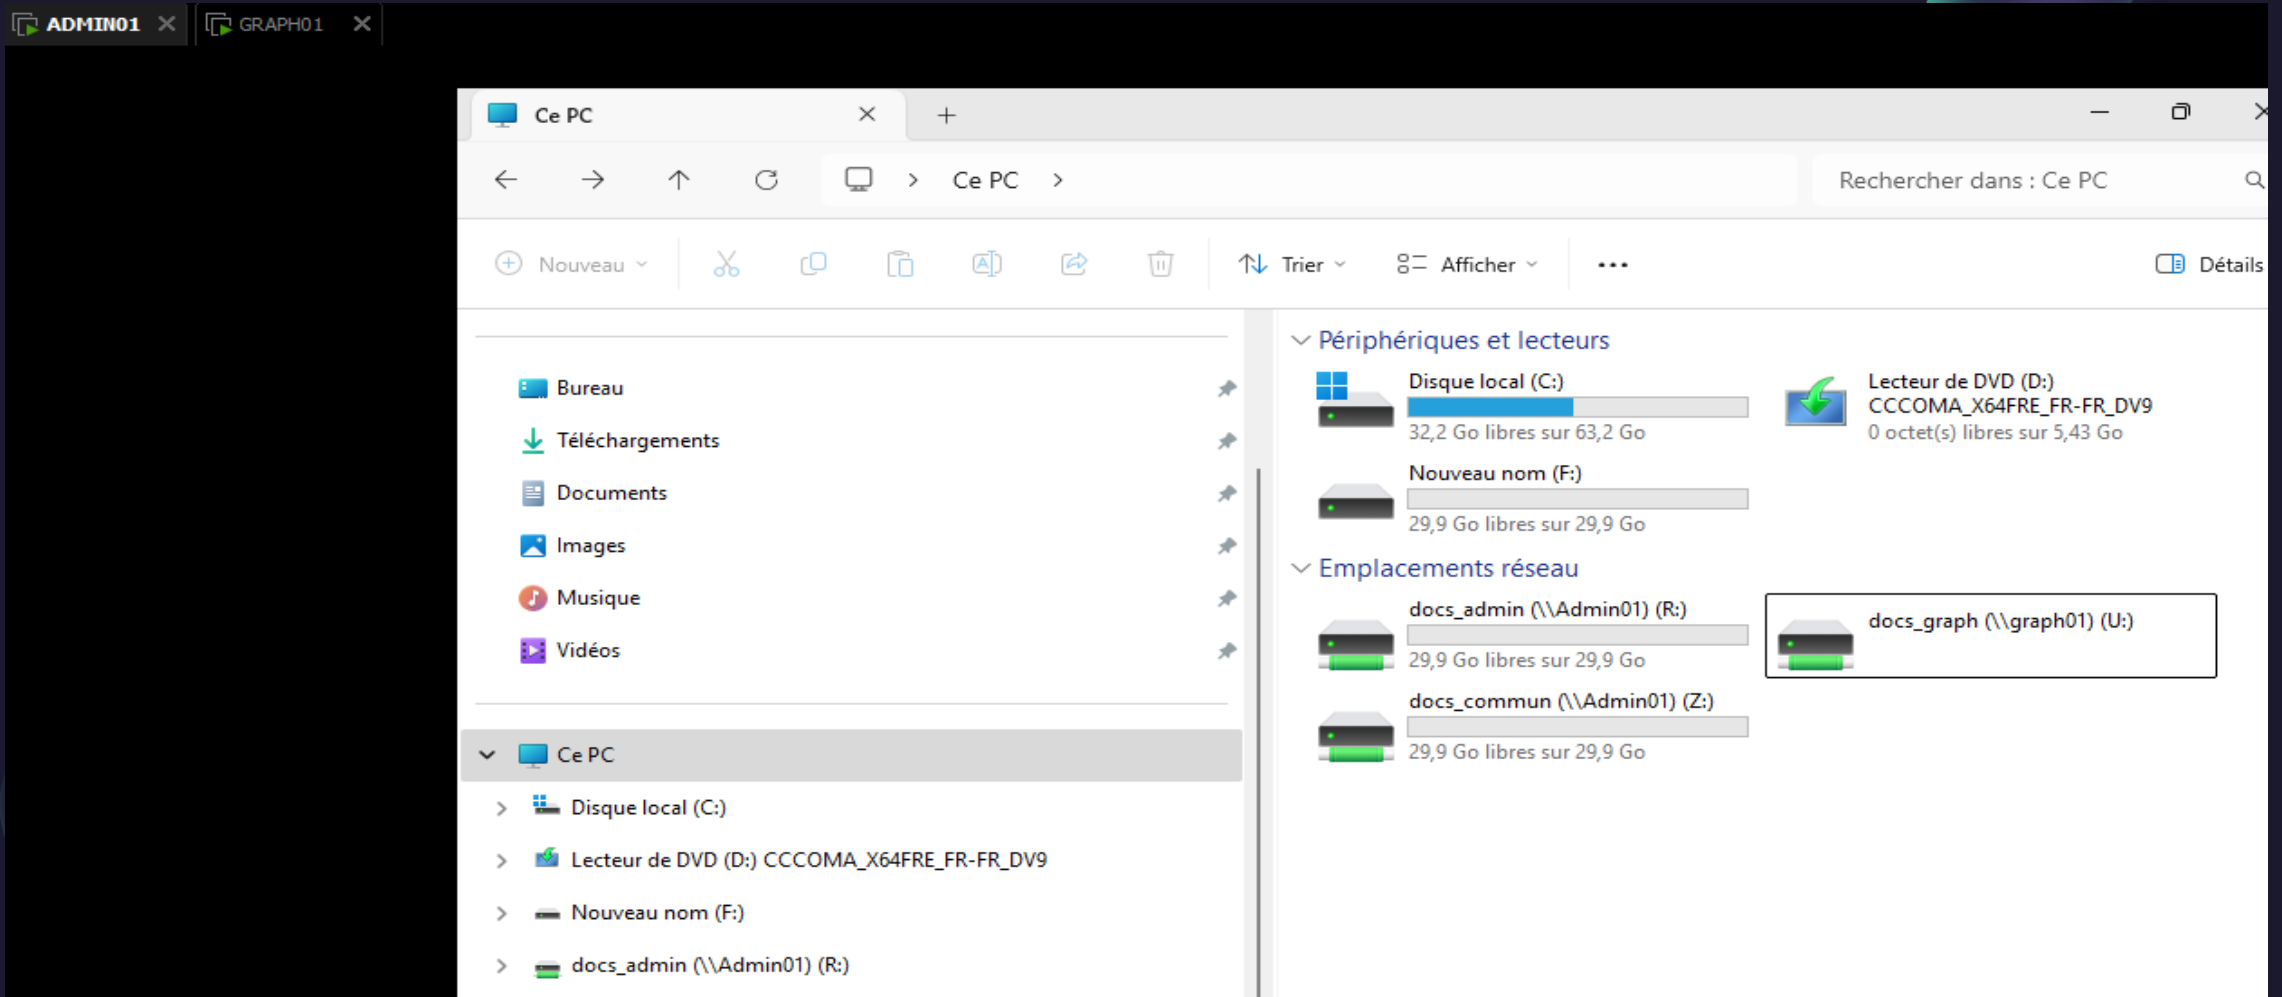 ADMIN01
GRAPH01
Ce PC
Ce PC
Rechercher dans : Ce PC
Nouveau
Trier
Afficher
Détails
Bureau
Téléchargements
Documents
Images
Musique
Vidéos
Ce PC
Disque local (C:)
Lecteur de DVD (D:) CCCOMA_X64FRE_FR-FR_DV9
Nouveau nom (F:)
docs_admin (\\Admin01) (R:)
Périphériques et lecteurs
Disque local (C:)
32,2 Go libres sur 63,2 Go
Lecteur de DVD (D:)
CCCOMA_X64FRE_FR-FR_DV9
0 octet(s) libres sur 5,43 Go
Nouveau nom (F:)
29,9 Go libres sur 29,9 Go
Emplacements réseau
docs_admin (\\Admin01) (R:)
29,9 Go libres sur 29,9 Go
docs_graph (\\graph01) (U:)
docs_commun (\\Admin01) (Z:)
29,9 Go libres sur 29,9 Go